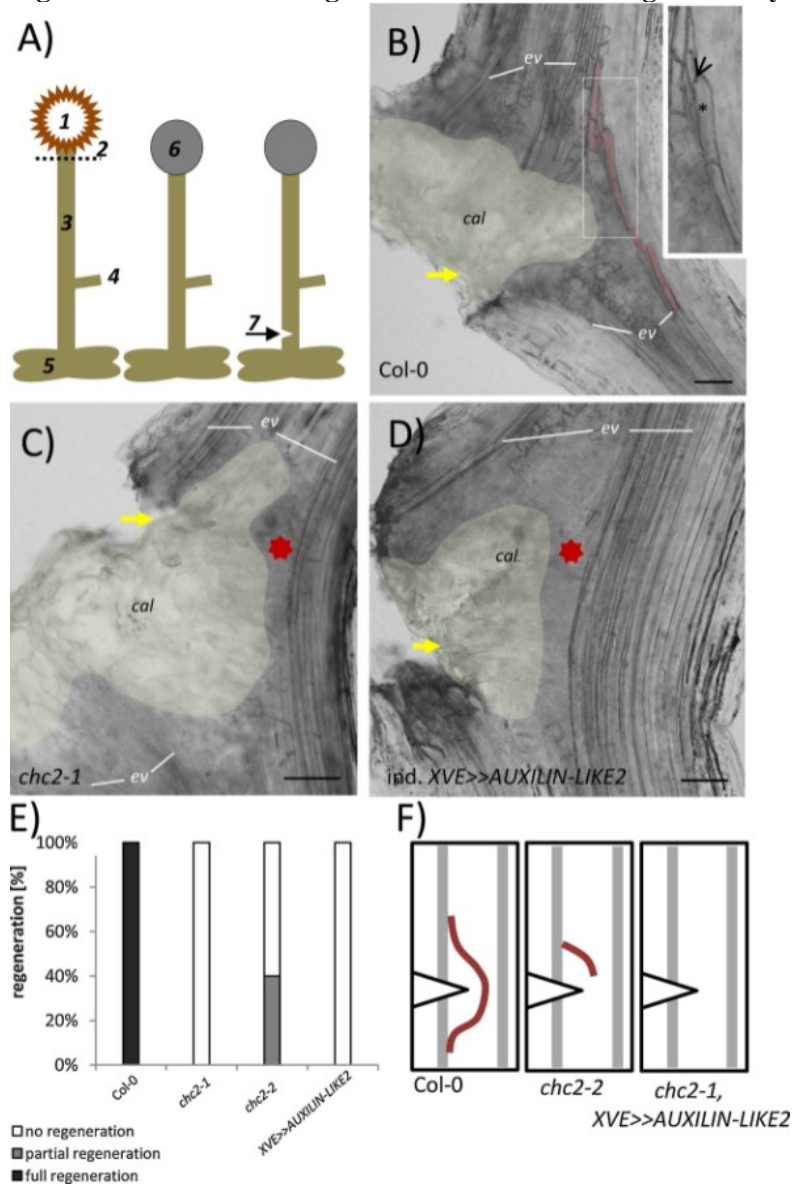 A)
1
2
3
4
5
6
7
B)
ev
cal
ev
*
Col-0
C)
ev
cal
ev
chc2-1
D)
ev
cal
ind. XVE>>AUXILIN-LIKE2
E)
regeneration [%]
100%
80%
60%
40%
20%
0%
Col-0
chc2-1
chc2-2
XVE>>AUXILIN-LIKE2
no regeneration
partial regeneration
full regeneration
F)
Col-0
chc2-2
chc2-1,
XVE>>AUXILIN-LIKE2